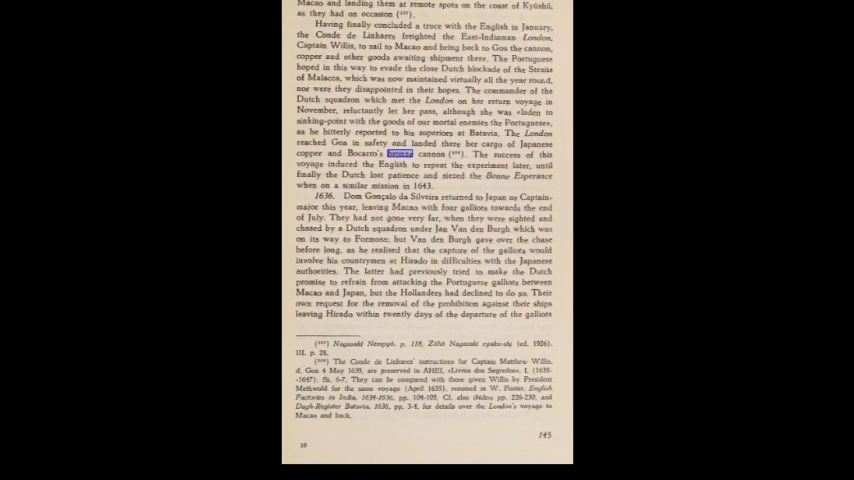 Macao and landing them at remote spots on the coast of Kyūshū,
as they had on occasion (²⁰⁷).
Having finally concluded a truce with the English in January,
the Conde de Linhares freighted the East-Indiaman London,
Captain Willis, to sail to Macao and being back to Goa the cannon,
copper and other goods awaiting shipment there. The Portuguese
hoped in this way to evade the close Dutch blockade of the Straits
of Malacca, which was now maintained virtually all the year round,
nor were they disappointed in their hopes. The commander of the
Dutch squadron which met the London on her return voyage in
November, reluctantly let her pass, although she was «laden to
sinking-point with the goods of our mortal enemies the Portuguese»,
as he bitterly reported to his superiors at Batavia. The London
reached Goa in safety and landed there her cargo of Japanese
copper and Bocarro's bronze cannon (²⁰⁸). The success of this
voyage induced the English to repeat the experiment later, until
finally the Dutch lost patience and siezed the Bonne Esperance
when on a similar mission in 1643.
1636. Dom Gonçalo da Silveira returned to Japan as Captain-
major this year, leaving Macao with four galliots towards the end
of July. They had not gone very far, when they were sighted and
chased by a Dutch squadron under Jan Van den Burgh which was
on its way to Formosa; but Van den Burgh gave over the chase
before long, as he realised that the capture of the galliots would
involve his countrymen at Hirado in difficulties with the Japanese
authorities. The latter had previously tried to make the Dutch
promise to refrain from attacking the Portuguese galliots between
Macao and Japan, but the Hollanders had declined to do so. Their
own request for the removal of the prohibition against their ships
leaving Hirado within twently days of the departure of the galliots
(²⁰⁷) Nagasaki Nempyō, p. 118; Zōhō Nagasaki ryaku-shi (ed. 1926).
III, p. 28.
(²⁰⁸) The Conde de Linhares' instructions for Captain Matthew Willis,
d. Goa 4 May 1635, are preserved in AHEI, «Livros dos Segredos», I, (1635-
-1647), fls. 6-7. They can be compared with those given Willis by President
Methwold for the same voyage (April 1635), resumed in W. Foster, English
Factories in India, 1634-1636, pp. 104-105, Cf. also ibidem pp. 226-230, and
Dagh-Register Batavia, 1636, pp. 3-4, for details over the London's voyage to
Macao and back.
145
10